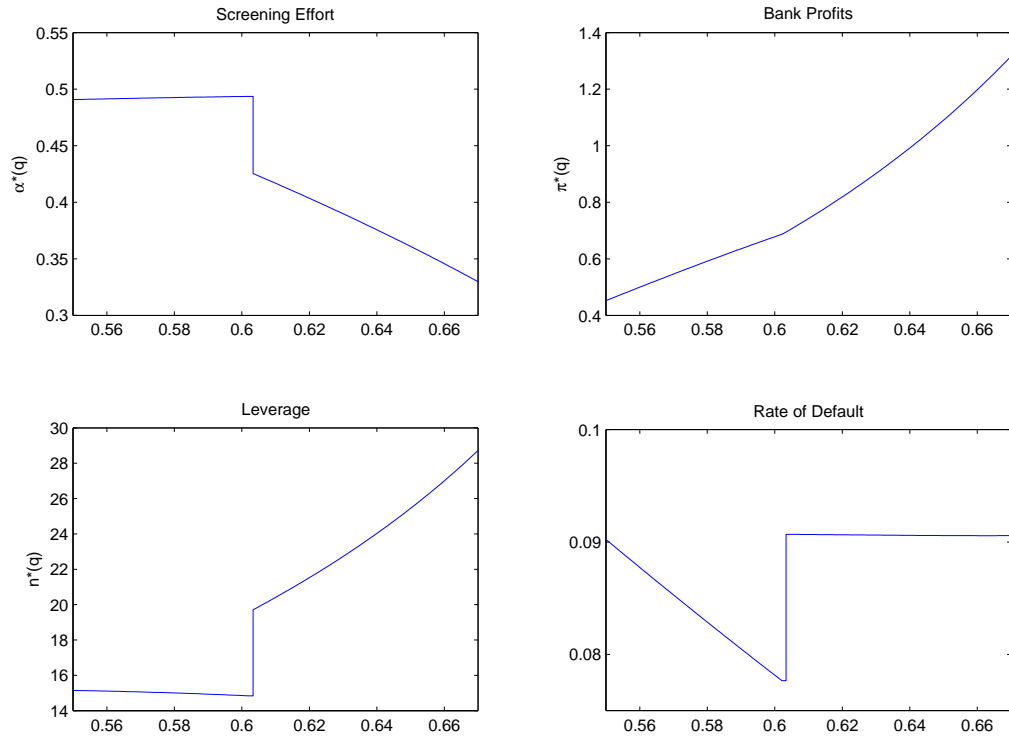 Screening Effort
0.55
0.5
0.45
0.4
0.35
0.3
α*(q)
0.56 0.58 0.6 0.62 0.64 0.66
Bank Profits
1.4
1.2
1
0.8
0.6
0.4
π*(q)
0.56 0.58 0.6 0.62 0.64 0.66
Leverage
30
28
26
24
22
20
18
16
14
n*(q)
0.56 0.58 0.6 0.62 0.64 0.66
Rate of Default
0.1
0.09
0.08
0.56 0.58 0.6 0.62 0.64 0.66